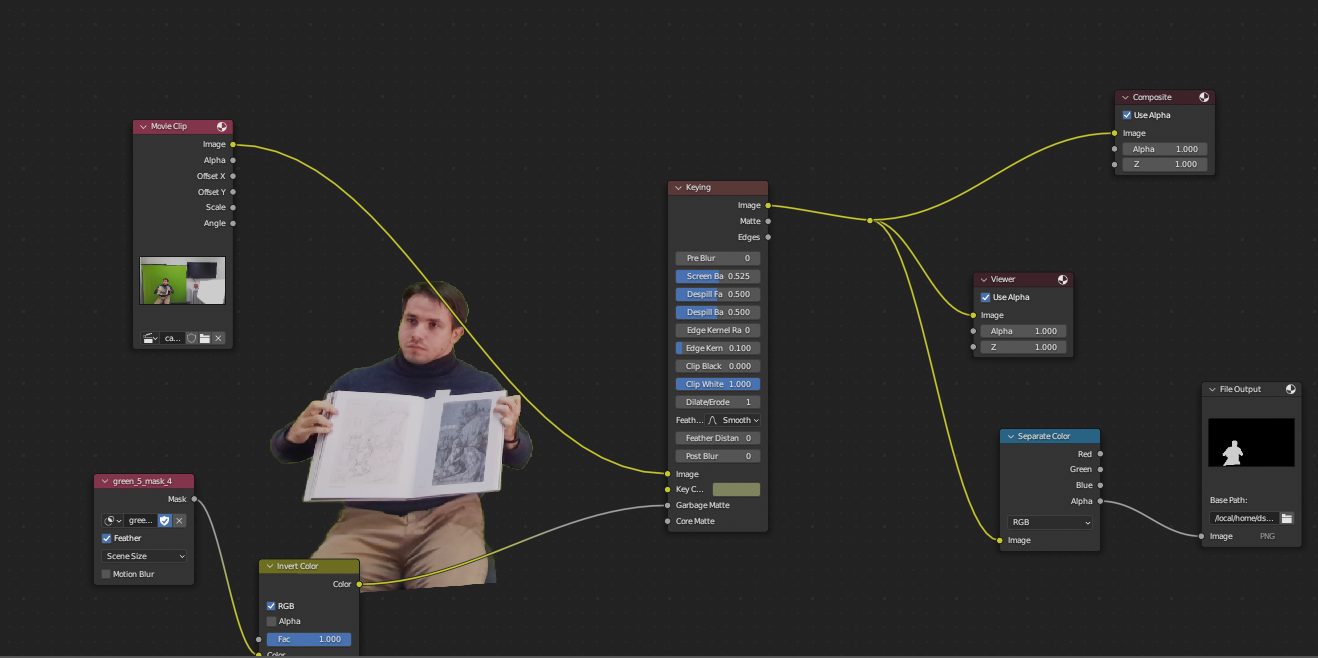 Movie Clip
Image
Alpha
Offset X
Offset Y
Scale
Angle
ca...
green_5_mask_4
Mask
gree...
Feather
Scene Size
Motion Blur
Invert Color
Color
RGB
Alpha
Fac 1.000
Color
Keying
Image
Matte
Edges
Pre Blur 0
Screen Ba 0.525
Despill Fa 0.500
Despill Ba 0.500
Edge Kernel Ra 0
Edge Kern 0.100
Clip Black 0.000
Clip White 1.000
Dilate/Erode 1
Feath... Smooth
Feather Distan 0
Post Blur 0
Image
Key C...
Garbage Matte
Core Matte
Composite
Use Alpha
Image
Alpha 1.000
Z 1.000
Viewer
Use Alpha
Image
Alpha 1.000
Z 1.000
Separate Color
Red
Green
Blue
Alpha
RGB
Image
File Output
Base Path:
/local/home/ds...
Image PNG